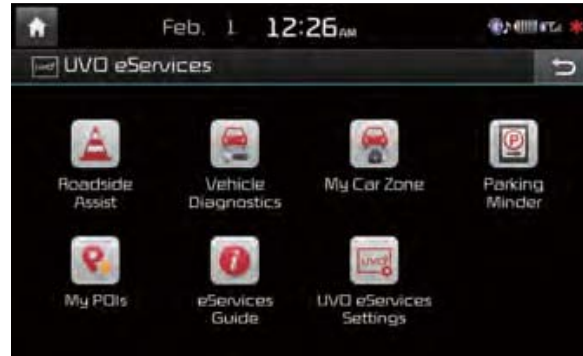 Feb. 1 12:26AM
UVO eServices
Roadside Assist
Vehicle Diagnostics
My Car Zone
Parking Minder
My POIs
eServices Guide
UVO eServices Settings